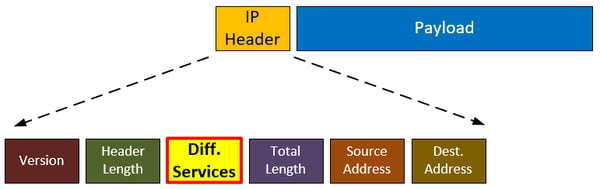 IP
Header
Payload
Version
Header
Length
Diff.
Services
Total
Length
Source
Address
Dest.
Address